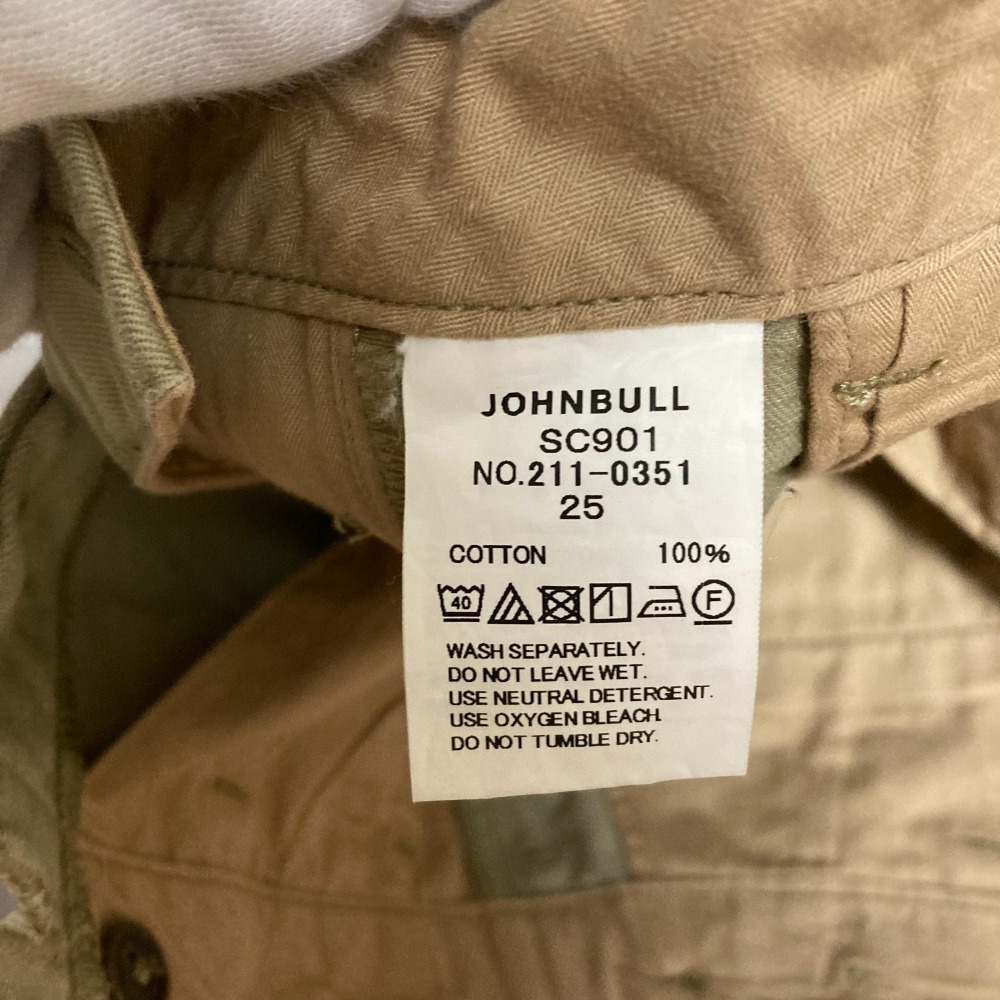 JOHNBULL
SC901
NO.211-0351
25
COTTON 100%
40 F
WASH SEPARATELY.
DO NOT LEAVE WET.
USE NEUTRAL DETERGENT.
USE OXYGEN BLEACH.
DO NOT TUMBLE DRY.